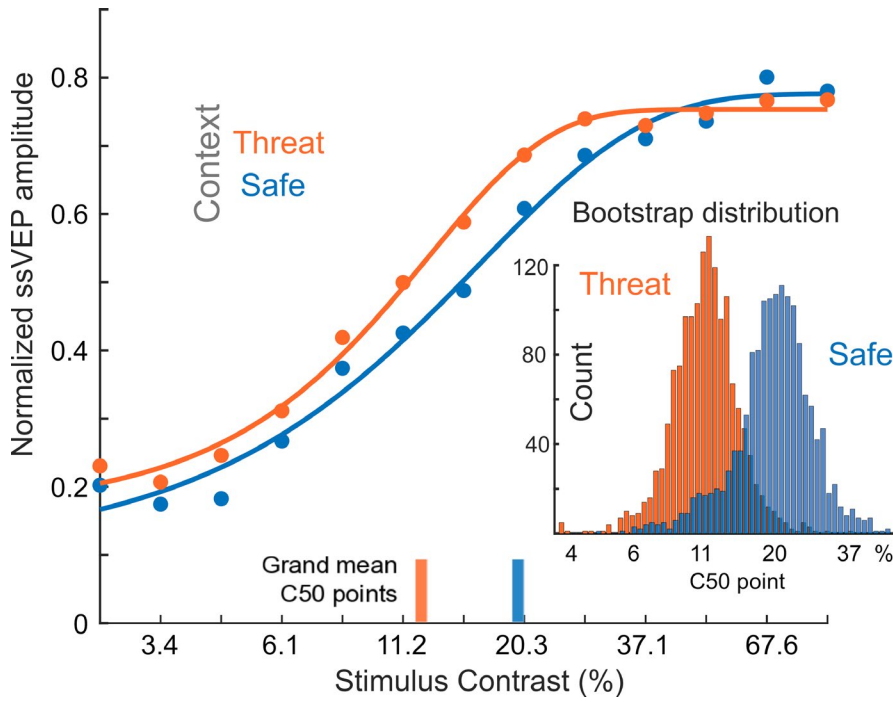 Normalized ssVEP amplitude
0.8
0.6
0.4
0.2
0
Context
Threat
Safe
Grand mean
C50 points
3.4 6.1 11.2 20.3 37.1 67.6
Stimulus Contrast (%)
Bootstrap distribution
Threat
Safe
Count
120
80
40
4 6 11 20 37 %
C50 point